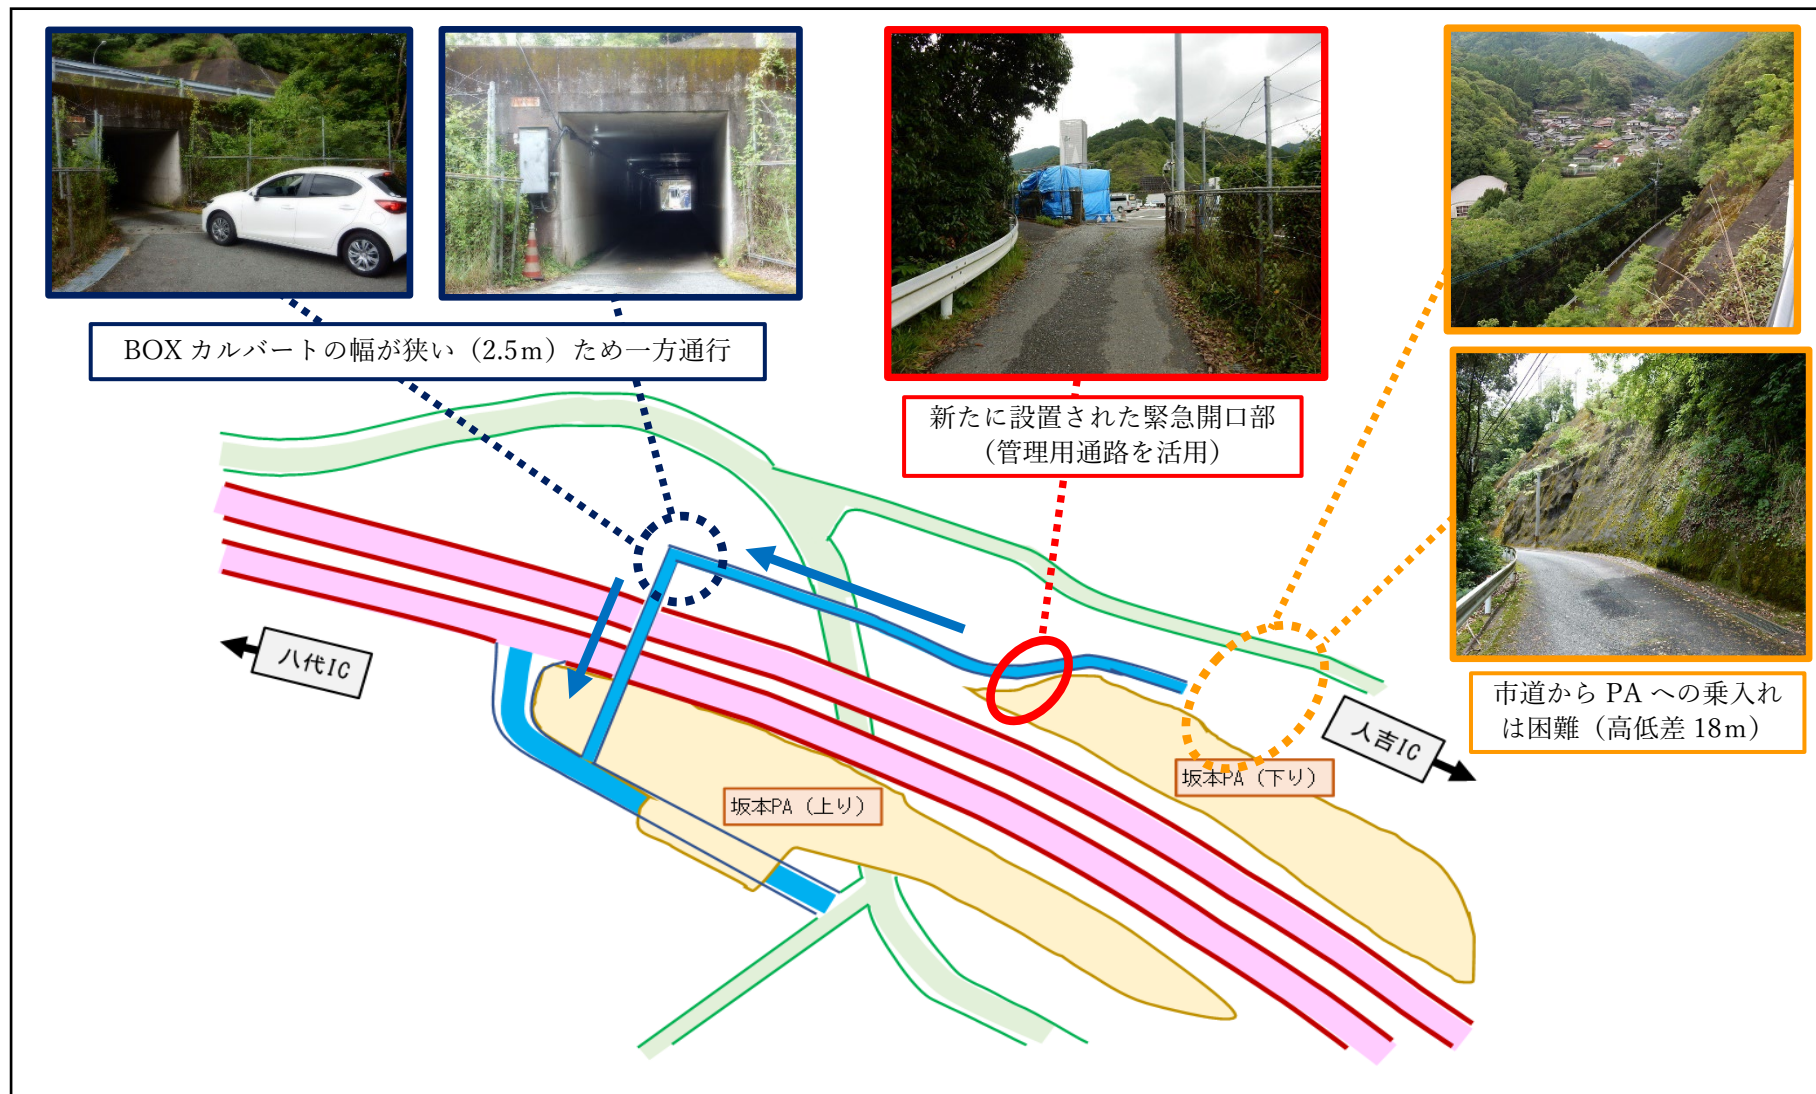 BOX カルバートの幅が狭い（2.5m）ため一方通行
新たに設置された緊急開口部
（管理用通路を活用）
市道から PA への乗入れ
は困難（高低差 18m）
八代IC
人吉IC
坂本PA（下り）
坂本PA（上り）